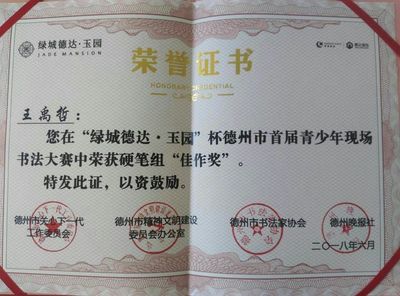 绿城德达·玉园
JADE MANSION
荣誉证书
王禹哲：
您在“绿城德达·玉园”杯德州市首届青少年现场
书法大赛中荣获硬笔组“佳作奖”。
特发此证，以资鼓励。
德州市关心下一代
工作委员会
德州市精神文明建设
委员会办公室
德州市书法家协会
德州晚报社
二〇一八年六月